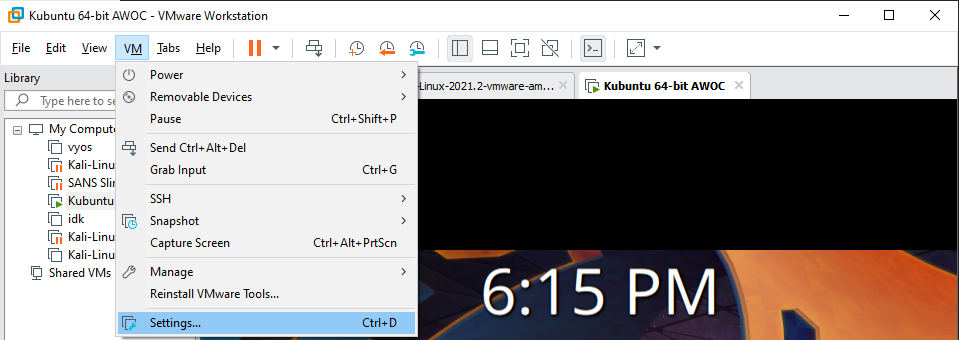 Kubuntu 64-bit AWOC - VMware Workstation
File Edit View VM Tabs Help
Library
Type here to se
My Compute
vyos
Kali-Linu
SANS Slin
Kubuntu
idk
Kali-Linu
Kali-Linu
Shared VMs
Power
Removable Devices
Pause Ctrl+Shift+P
Send Ctrl+Alt+Del
Grab Input Ctrl+G
SSH
Snapshot
Capture Screen Ctrl+Alt+PrtScn
Manage
Reinstall VMware Tools...
Settings... Ctrl+D
-Linux-2021.2-vmware-am...
Kubuntu 64-bit AWOC
6:15 PM